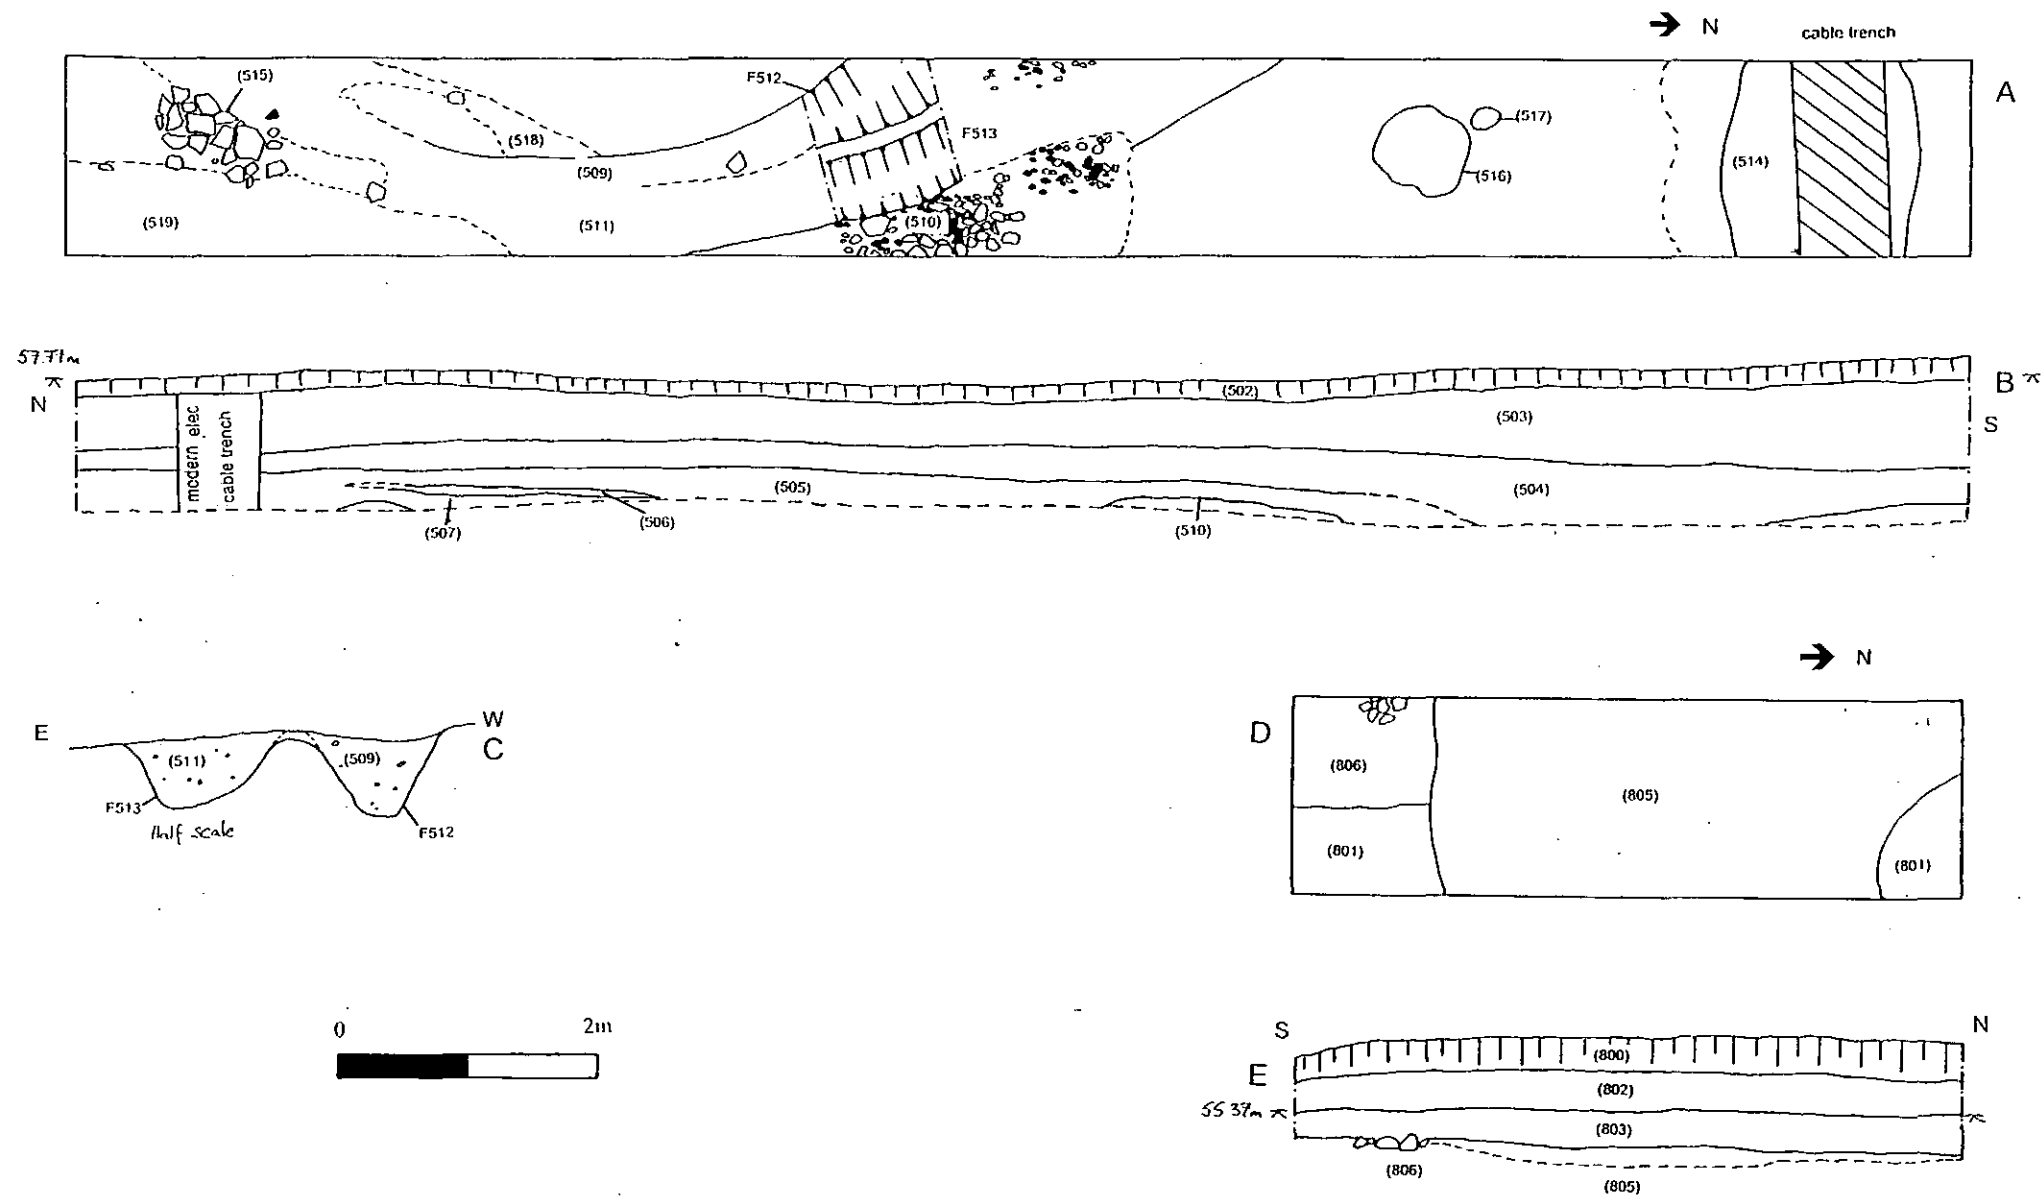 N
cable trench
(515)
F512
A
(518)
F513
(517)
(509)
(514)
(516)
(519)
(511)
(510)
57.71m
N
(502)
B
(503)
S
modern elec
cable trench
(505)
(504)
(506)
(507)
(510)
N
E
W
C
D
(511)
(509)
(806)
(805)
F513
Half scale
F512
(801)
(801)
0
2m
S
N
(800)
E
(802)
55 37m
(803)
(806)
(805)